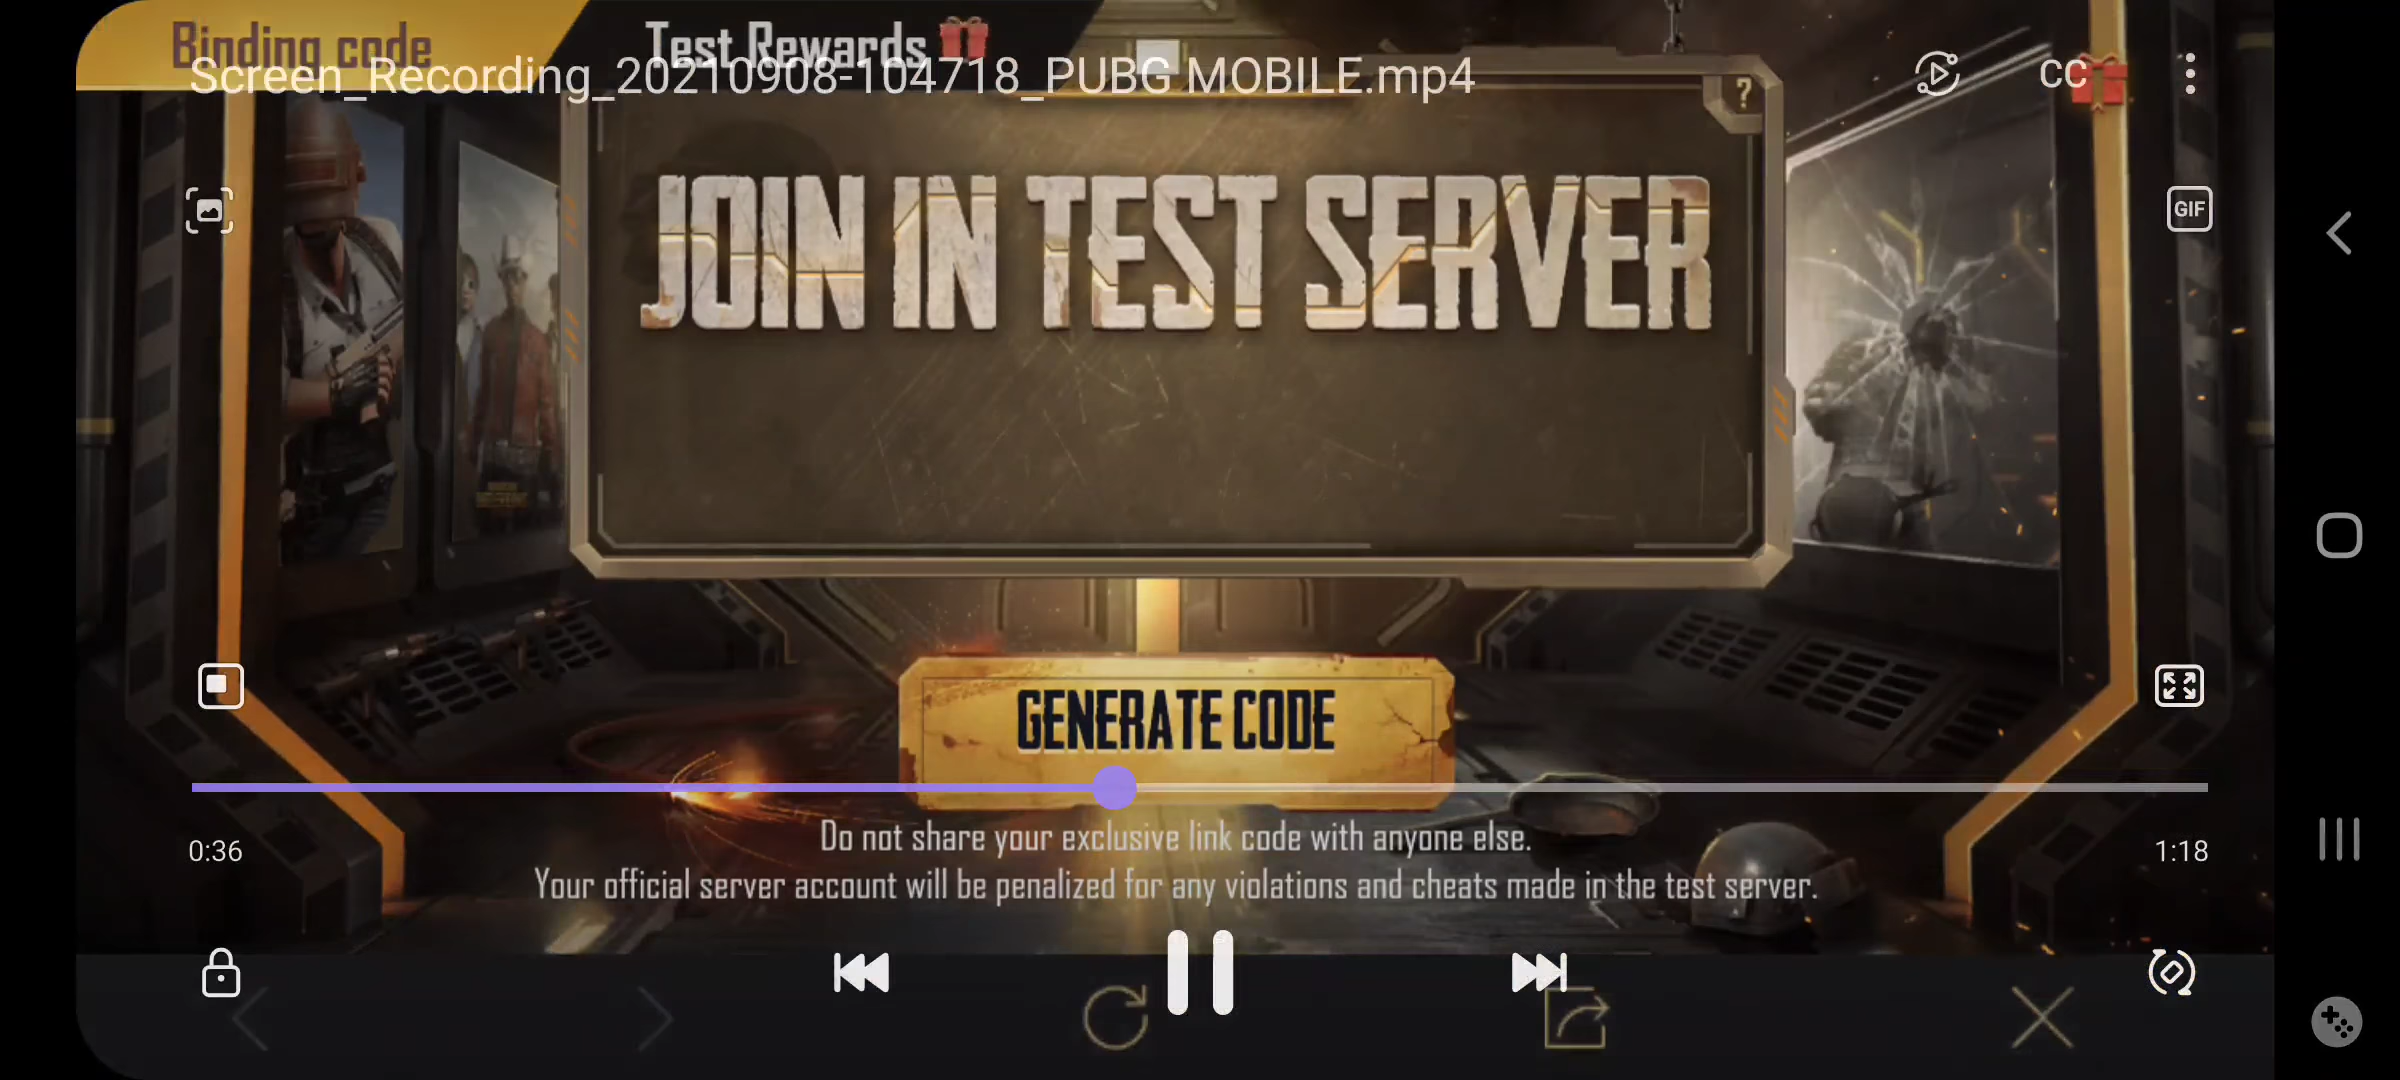 Binding code
Test Rewards
Screen_Recording_20210908-104718_PUBG MOBILE.mp4
CC
?
GIF
JOIN IN TEST SERVER
GENERATE CODE
Do not share your exclusive link code with anyone else.
0:36
1:18
Your official server account will be penalized for any violations and cheats made in the test server.